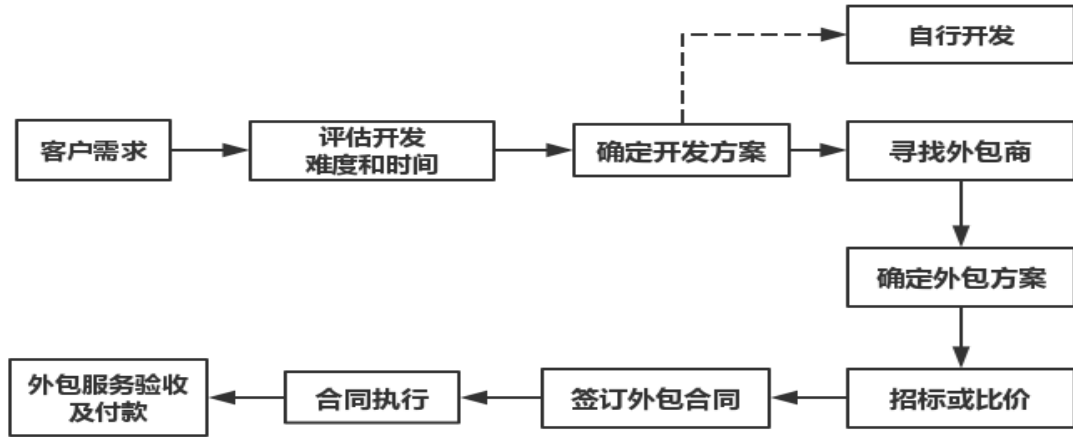 自行开发
客户需求
评估开发
难度和时间
确定开发方案
寻找外包商
确定外包方案
招标或比价
签订外包合同
合同执行
外包服务验收
及付款